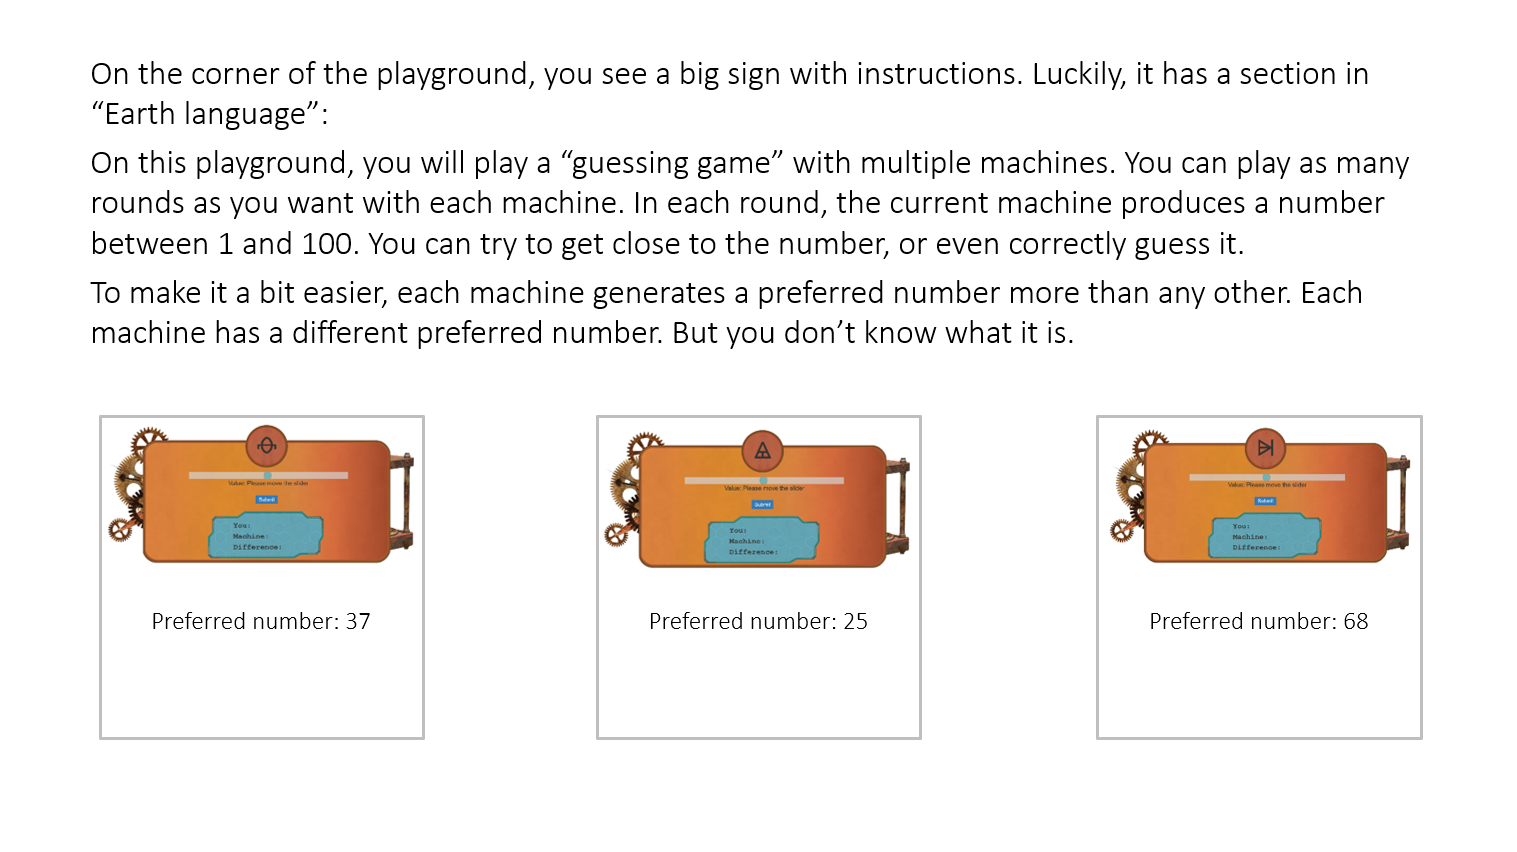 On the corner of the playground, you see a big sign with instructions. Luckily, it has a section in
“Earth language”:
On this playground, you will play a “guessing game” with multiple machines. You can play as many
rounds as you want with each machine. In each round, the current machine produces a number
between 1 and 100. You can try to get close to the number, or even correctly guess it.
To make it a bit easier, each machine generates a preferred number more than any other. Each
machine has a different preferred number. But you don’t know what it is.
Value: Please move the slider
Submit
You:
Machine:
Difference:
Preferred number: 37
Value: Please move the slider
Submit
You:
Machine:
Difference:
Preferred number: 25
Value: Please move the slider
Submit
You:
Machine:
Difference:
Preferred number: 68